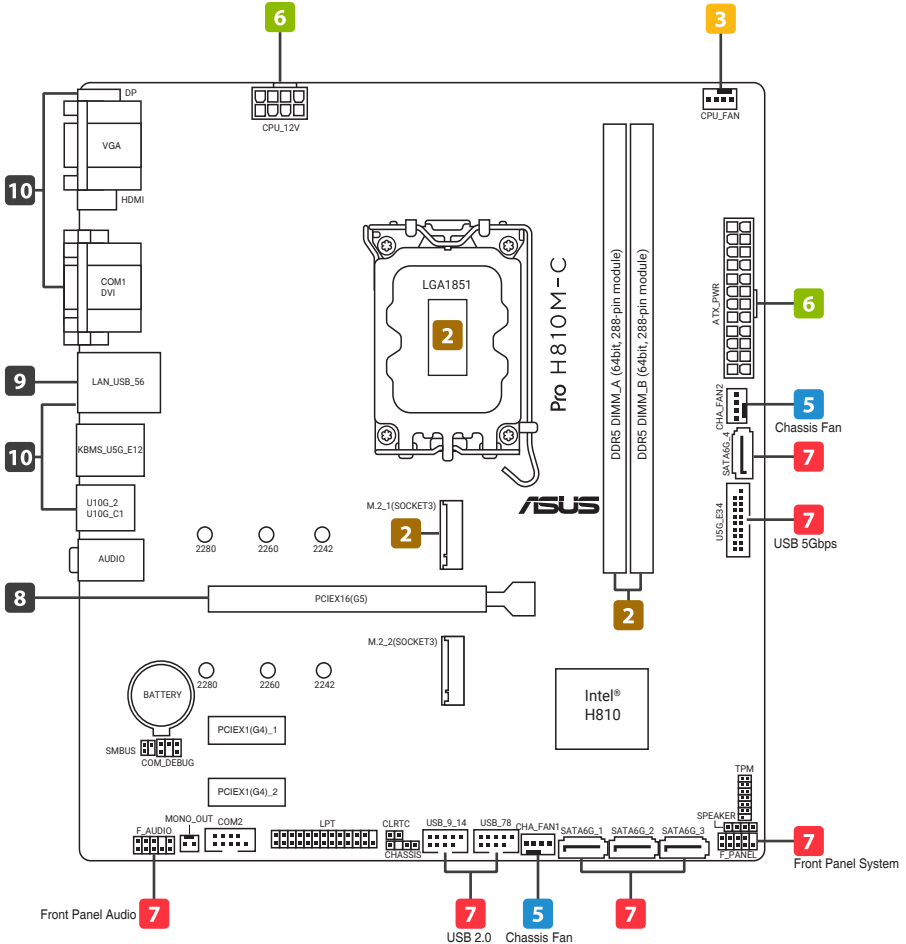 6
3
DP
CPU_12V
CPU_FAN
VGA
10
HDMI
COM1
DVI
LGA1851
2
Pro H810M-C
DDR5 DIMM_A (64bit, 288-pin module)
DDR5 DIMM_B (64bit, 288-pin module)
ATX_PWR
6
9
LAN_USB_56
CHA_FAN2
5
Chassis Fan
10
KBMS_U5G_E12
SATA6G_4
7
U10G_2
U10G_C1
M.2_1(SOCKET3)
ASUS
2
U5G_E34
7
USB 5Gbps
2280
2260
2242
AUDIO
8
PCIEX16(G5)
2
M.2_2(SOCKET3)
2280
2260
2242
BATTERY
Intel®
H810
PCIEX1(G4)_1
SMBUS
COM_DEBUG
PCIEX1(G4)_2
TPM
SPEAKER
F_AUDIO
MONO_OUT
COM2
LPT
CLRTC
CHASSIS
USB_9_14
USB_78
CHA_FAN1
SATA6G_1
SATA6G_2
SATA6G_3
F_PANEL
7
Front Panel System
Front Panel Audio
7
7
USB 2.0
5
Chassis Fan
7